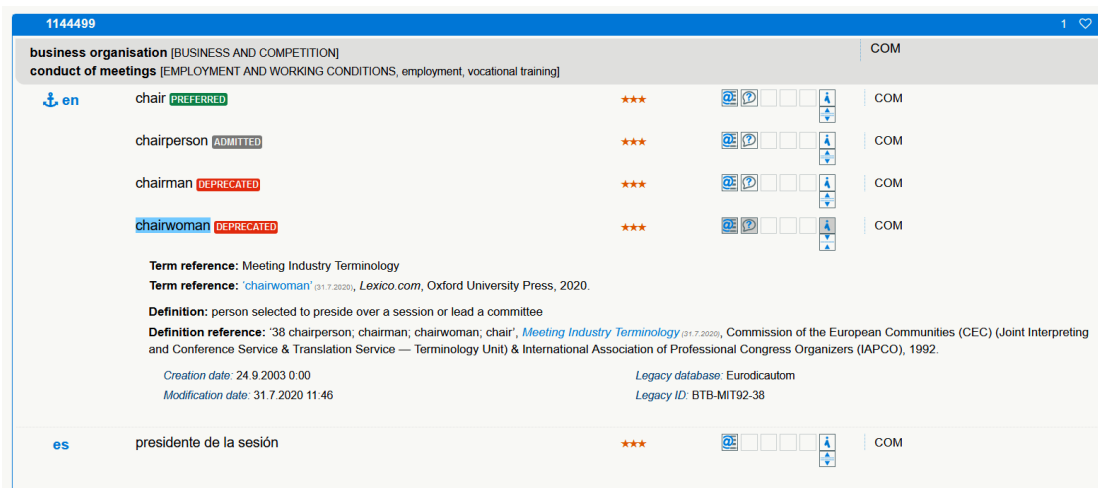 1144499 1
business organisation [BUSINESS AND COMPETITION] COM
conduct of meetings [EMPLOYMENT AND WORKING CONDITIONS, employment, vocational training]
en chair PREFERRED ★★★ COM
chairperson ADMITTED ★★★ COM
chairman DEPRECATED ★★★ COM
chairwoman DEPRECATED ★★★ COM
Term reference: Meeting Industry Terminology
Term reference: 'chairwoman' (31.7.2020), Lexico.com, Oxford University Press, 2020.
Definition: person selected to preside over a session or lead a committee
Definition reference: '38 chairperson; chairman; chairwoman; chair', Meeting Industry Terminology (31.7.2020), Commission of the European Communities (CEC) (Joint Interpreting
and Conference Service & Translation Service — Terminology Unit) & International Association of Professional Congress Organizers (IAPCO), 1992.
Creation date: 24.9.2003 0:00 Legacy database: Eurodicautom
Modification date: 31.7.2020 11:46 Legacy ID: BTB-MIT92-38
es presidente de la sesión ★★★ COM